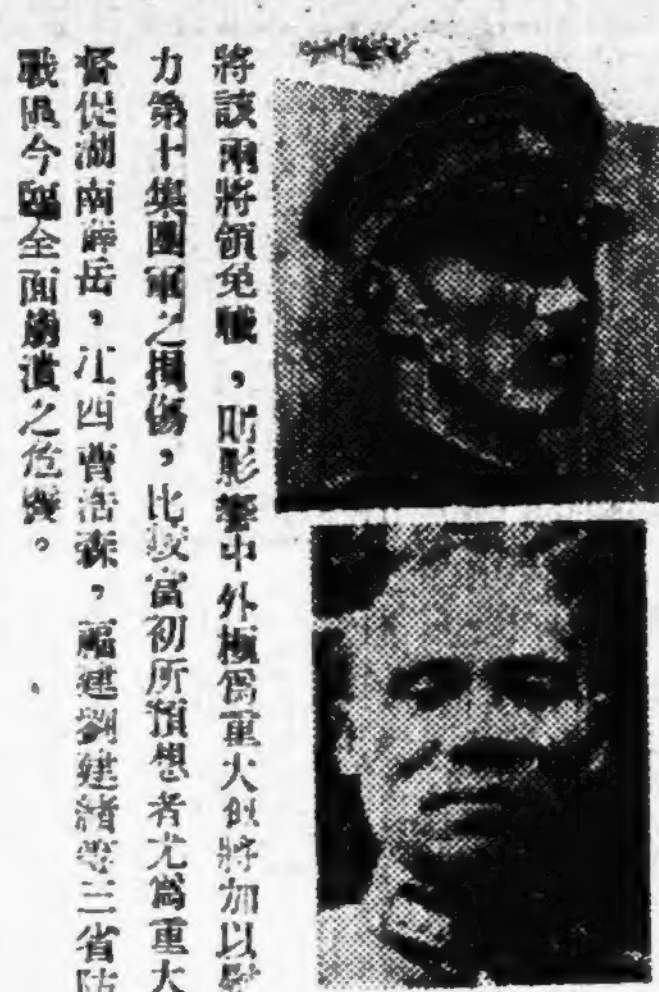 將該兩將領免職，則影響中外極爲重大似將加以慰
力第十集團軍之損傷，比較當初所預想者尤爲重大
督促湖南薛岳，江西曹浩森，福建劉建緒等三省防
戰區今臨全面崩潰之危機。